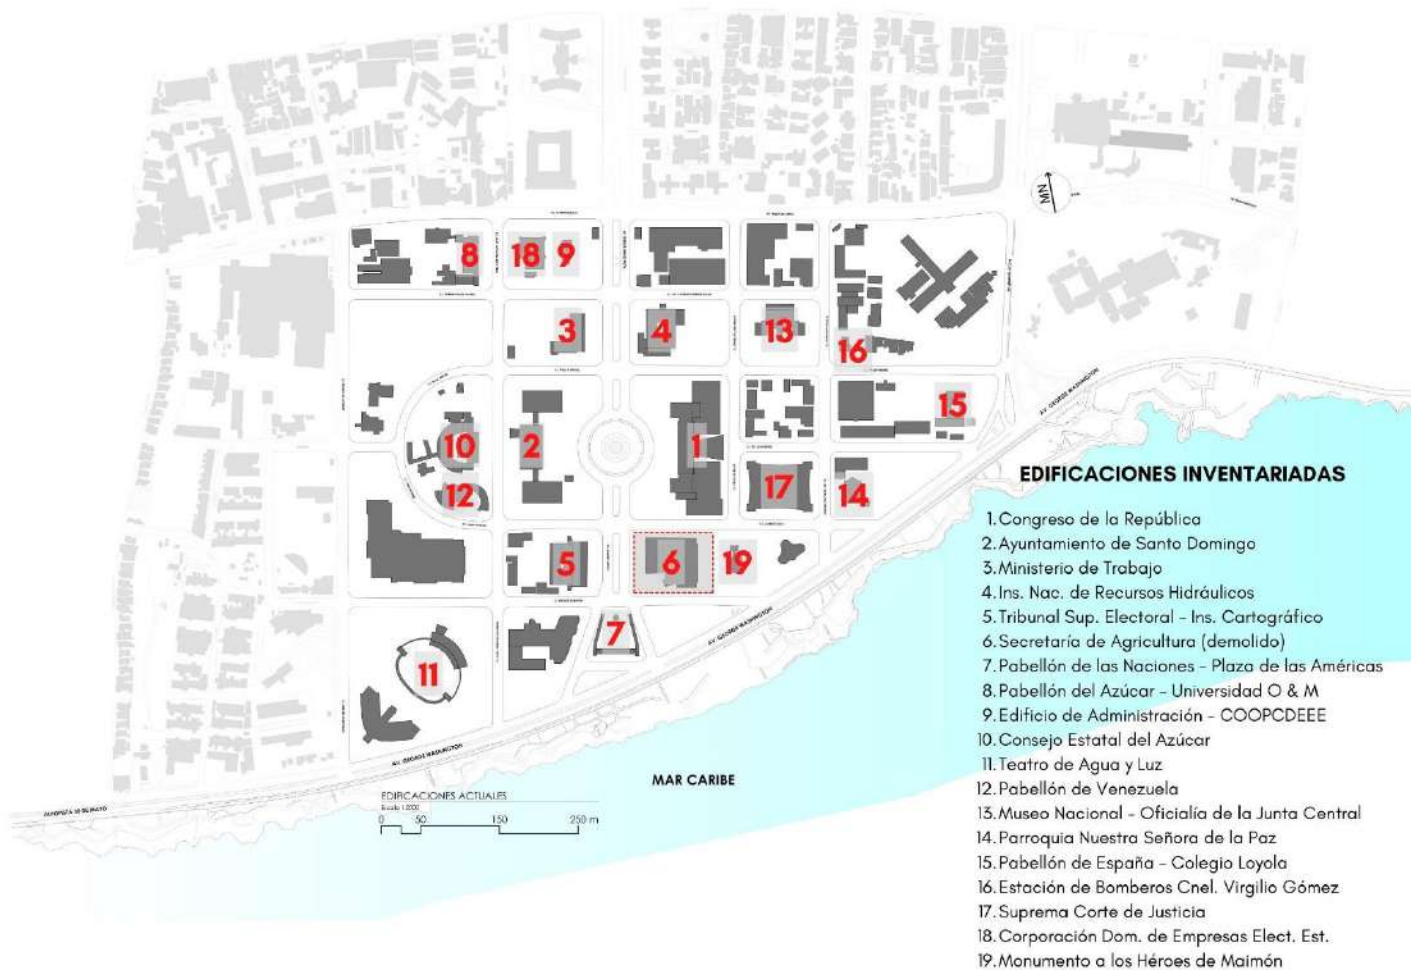 MN
8
18
9
3
4
13
16
15
10
2
1
12
17
14
5
6
19
7
11
AV. GEORGE WASHINGTON
AV. GEORGE WASHINGTON
AV. GEORGE WASHINGTON
AUTOPISTA 30 DE MAYO
MAR CARIBE
EDIFICACIONES ACTUALES
Escala 1:2000
0 50 150 250 m
EDIFICACIONES INVENTARIADAS
1. Congreso de la República
2. Ayuntamiento de Santo Domingo
3. Ministerio de Trabajo
4. Ins. Nac. de Recursos Hidráulicos
5. Tribunal Sup. Electoral - Ins. Cartográfico
6. Secretaría de Agricultura (demolido)
7. Pabellón de las Naciones - Plaza de las Américas
8. Pabellón del Azúcar - Universidad O & M
9. Edificio de Administración - COOPCDEEE
10. Consejo Estatal del Azúcar
11. Teatro de Agua y Luz
12. Pabellón de Venezuela
13. Museo Nacional - Oficialía de la Junta Central
14. Parroquia Nuestra Señora de la Paz
15. Pabellón de España - Colegio Loyola
16. Estación de Bomberos Cnel. Virgilio Gómez
17. Suprema Corte de Justicia
18. Corporación Dom. de Empresas Elect. Est.
19. Monumento a los Héroes de Maimón